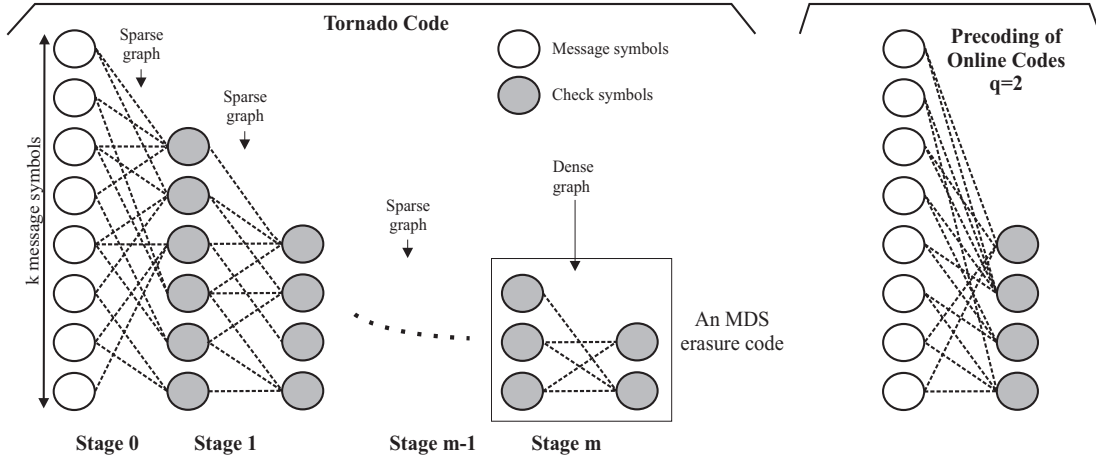 Tornado Code
Sparse
graph
Sparse
graph
Message symbols
Check symbols
k message symbols
Sparse
graph
Dense
graph
An MDS
erasure code
Stage 0
Stage 1
Stage m-1
Stage m
Precoding of
Online Codes
q=2